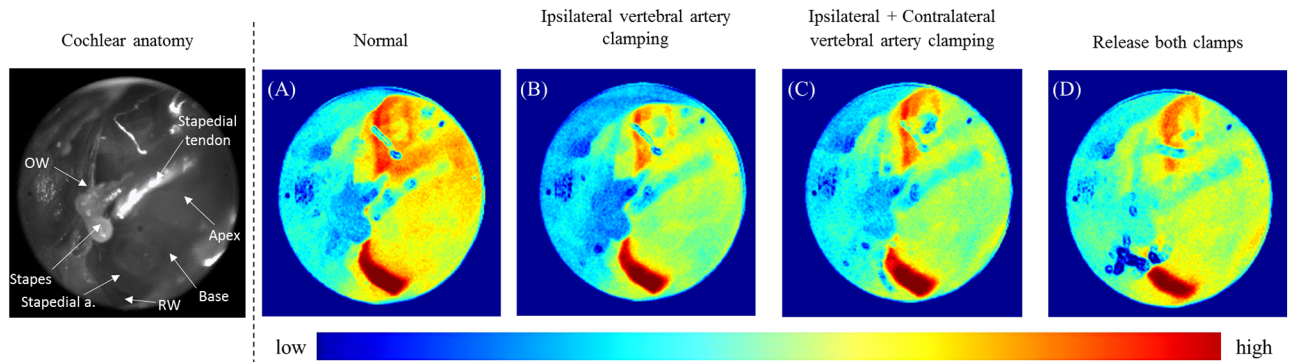 Cochlear anatomy
Normal
Ipsilateral vertebral artery
clamping
Ipsilateral + Contralateral
vertebral artery clamping
Release both clamps
Stapedial
tendon
OW
Apex
Stapes
Stapedial a.
RW
Base
(A)
(B)
(C)
(D)
low
high